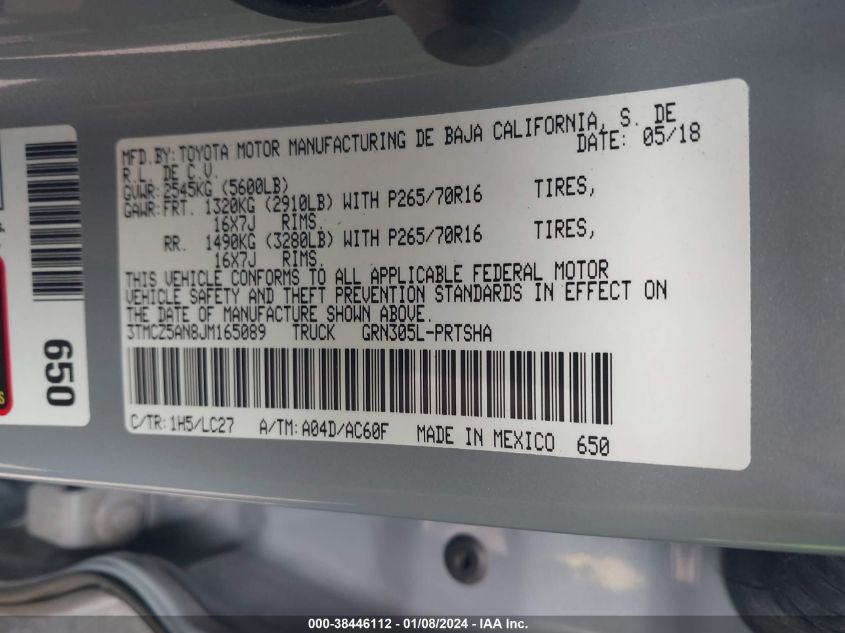 MFD.BY: TOYOTA MOTOR MANUFACTURING DE BAJA CALIFORNIA, S. DE
R.L. DE C.V. DATE: 05/18
GVWR: 2545KG (5600LB)
GAWR: FRT. 1320KG (2910LB) WITH P265/70R16 TIRES,
16X7J RIMS.
RR. 1490KG (3280LB) WITH P265/70R16 TIRES,
16X7J RIMS.
THIS VEHICLE CONFORMS TO ALL APPLICABLE FEDERAL MOTOR
VEHICLE SAFETY AND THEFT PREVENTION STANDARDS IN EFFECT ON
THE DATE OF MANUFACTURE SHOWN ABOVE.
3TMCZ5AN8JM165089 TRUCK GRN305L-PRTSHA
C/TR: 1H5/LC27 A/TM: A04D/AC60F MADE IN MEXICO 650
650
000-38446112 - 01/08/2024 - IAA Inc.